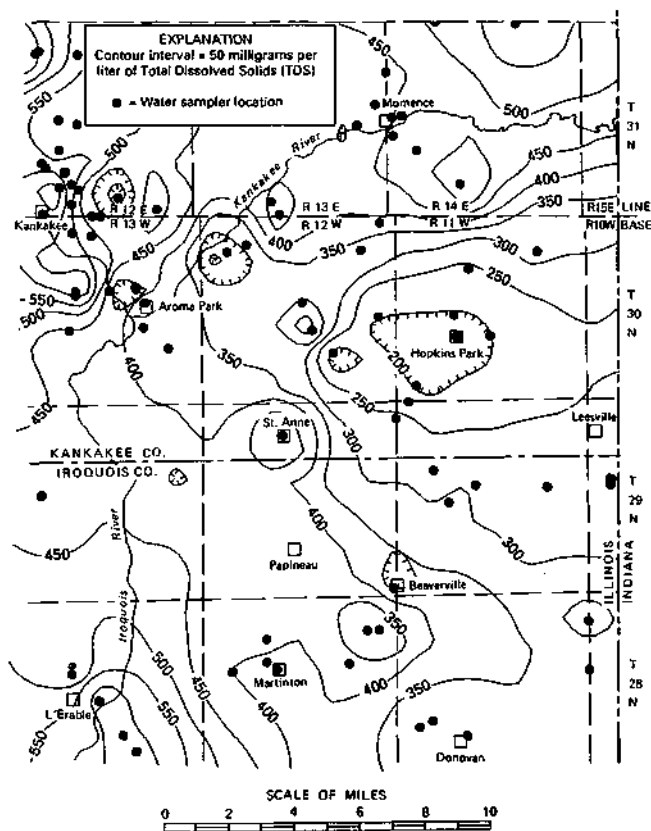 EXPLANATION
Contour interval = 50 milligrams per
liter of Total Dissolved Solids (TDS)
● = Water sampler location
450
550
500
500
Momence
T
31
N
Kankakee River
450
400
350
R 12 E
R 13 E
R 14 E
R15E
LINE
Kankakee
R 13 W
R 12 W
R 11 W
R10W
BASE
450
400
350
300
250
-550
500
Aroma Park
T
30
N
200
Hopkins Park
350
400
250
450
St. Anne
300
Leesville
KANKAKEE CO.
IROQUOIS CO.
T
29
N
400
300
450
Iroquois River
Papineau
ILLINOIS
INDIANA
Beaverville
350
500
450
Martinton
400
T
28
N
L'Erable
400
350
550
550
Donovan
SCALE OF MILES
0 2 4 6 8 10